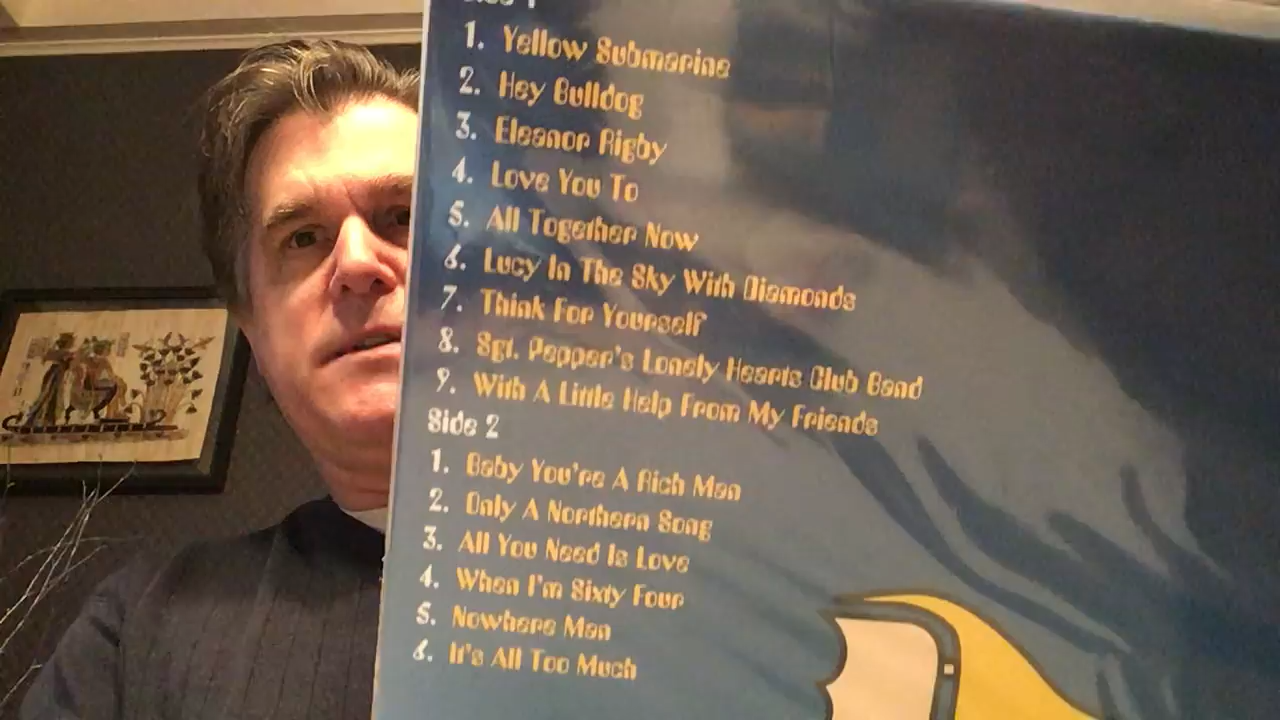 Side 1
1. Yellow Submarine
2. Hey Bulldog
3. Eleanor Rigby
4. Love You To
5. All Together Now
6. Lucy In The Sky With Diamonds
7. Think For Yourself
8. Sgt. Pepper's Lonely Hearts Club Band
9. With A Little Help From My Friends
Side 2
1. Baby You're A Rich Man
2. Only A Northern Song
3. All You Need Is Love
4. When I'm Sixty Four
5. Nowhere Man
6. It's All Too Much